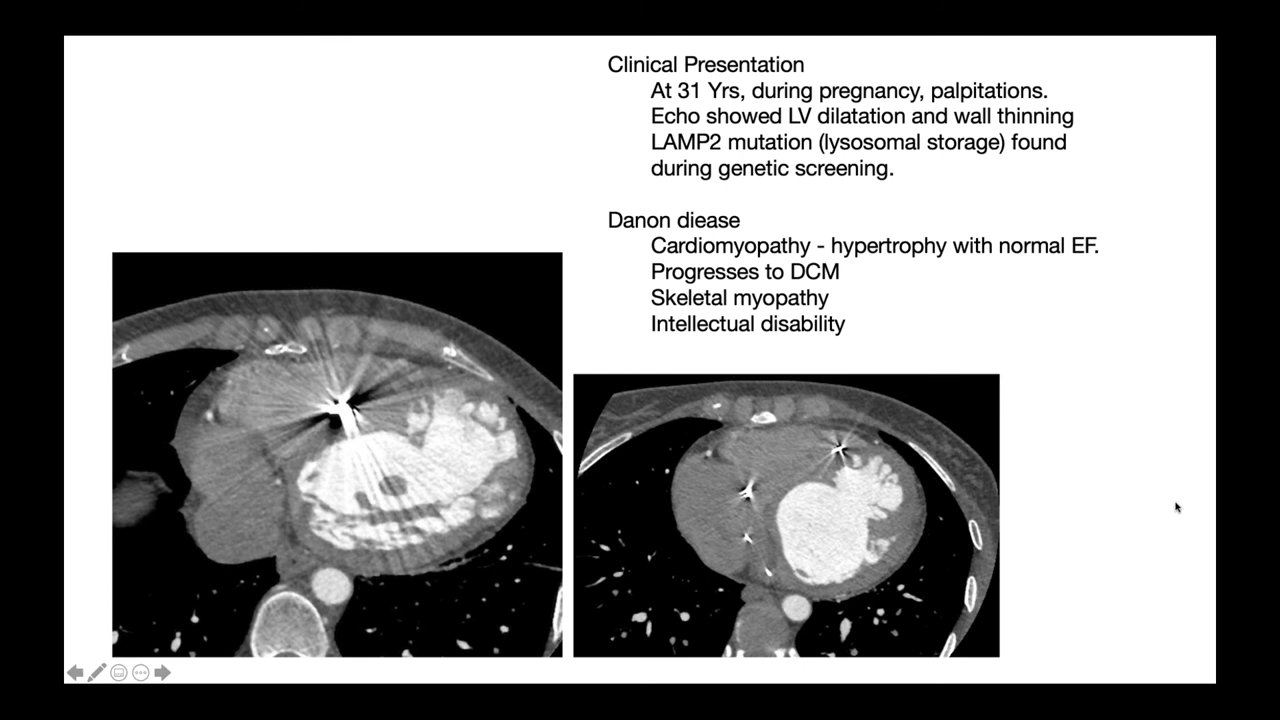 Clinical Presentation
At 31 Yrs, during pregnancy, palpitations.
Echo showed LV dilatation and wall thinning
LAMP2 mutation (lysosomal storage) found
during genetic screening.
Danon diease
Cardiomyopathy - hypertrophy with normal EF.
Progresses to DCM
Skeletal myopathy
Intellectual disability